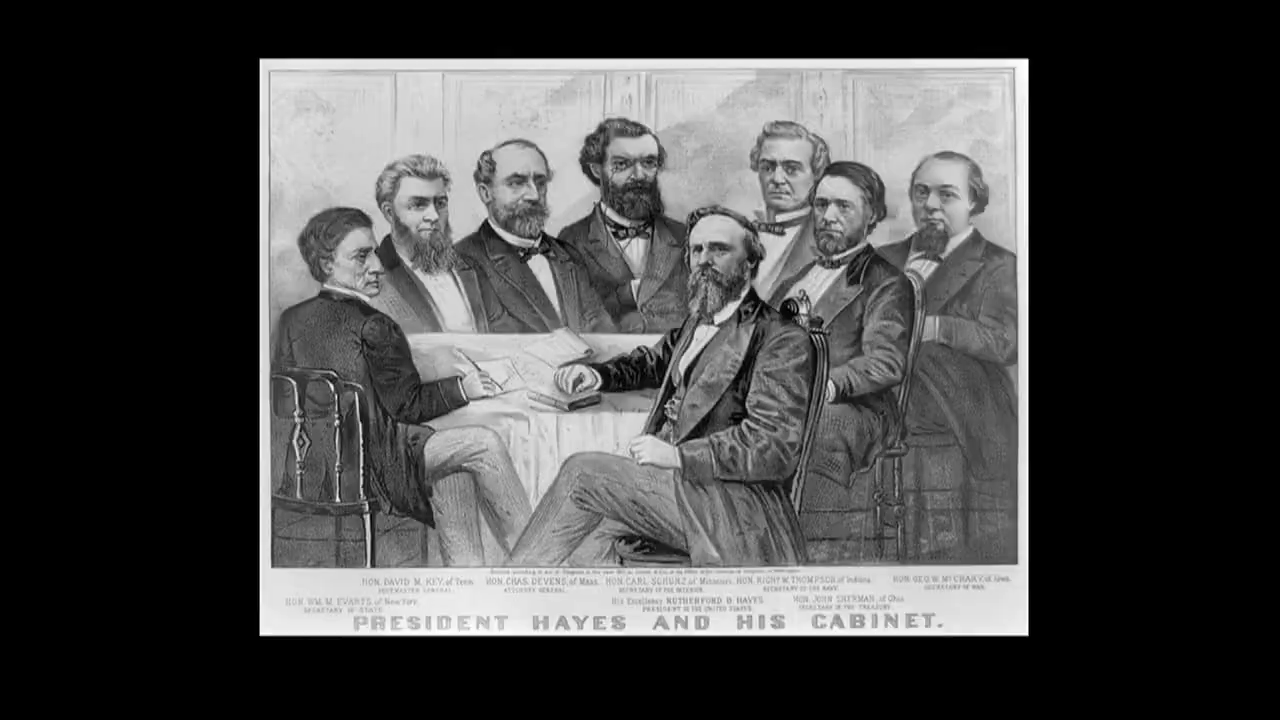 HON. DAVID M. KEY, of Tenn. HON. CHAS. DEVENS, of Mass. HON. CARL SCHURZ, of Missouri. HON. RICH'D W. THOMPSON, of Indiana. HON. GEO. W. McCRARY, of Iowa.
POSTMASTER GENERAL. ATTORNEY GENERAL. SECRETARY OF THE INTERIOR. SECRETARY OF THE NAVY. SECRETARY OF WAR.
HON. WM. M. EVARTS, of New York. His Excellency RUTHERFORD B. HAYES HON. JOHN SHERMAN, of Ohio.
SECRETARY OF STATE. PRESIDENT OF THE UNITED STATES. SECRETARY OF THE TREASURY.
PRESIDENT HAYES AND HIS CABINET.